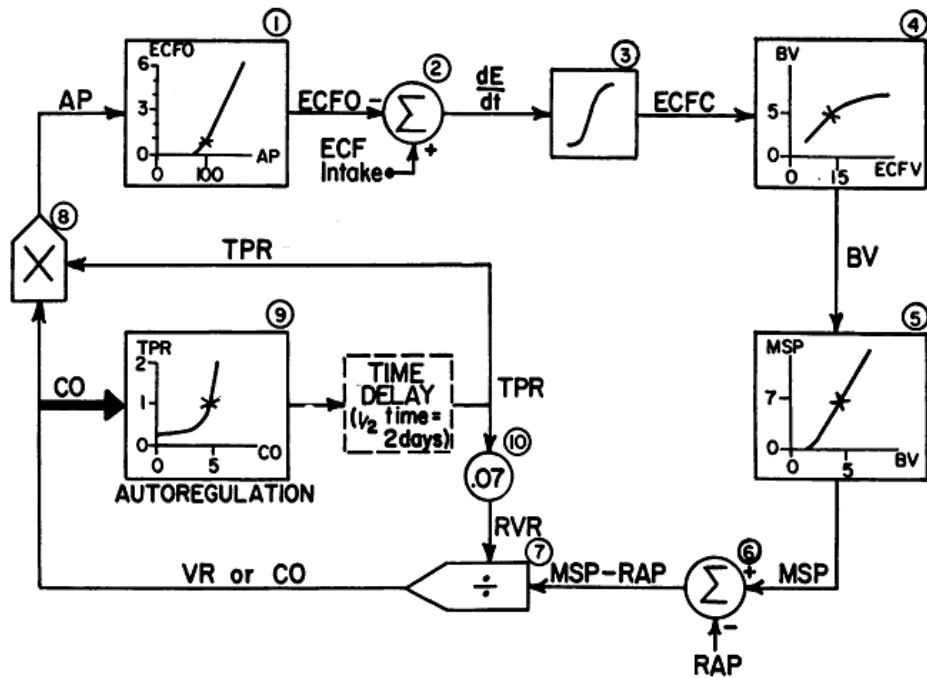 ①
ECFO
6
3
0
0
100
AP
AP
ECFO
②
Σ
-
+
ECF
Intake
dE
dt
③
ECFC
④
BV
5
0
0
15
ECFV
BV
⑧
X
TPR
⑨
TPR
2
1
0
0
5
CO
AUTOREGULATION
CO
TIME
DELAY
(1/2 time =
2 days)
TPR
⑩
.07
RVR
⑤
MSP
7
0
0
5
BV
MSP
⑥
Σ
+
-
RAP
MSP-RAP
⑦
÷
VR or CO